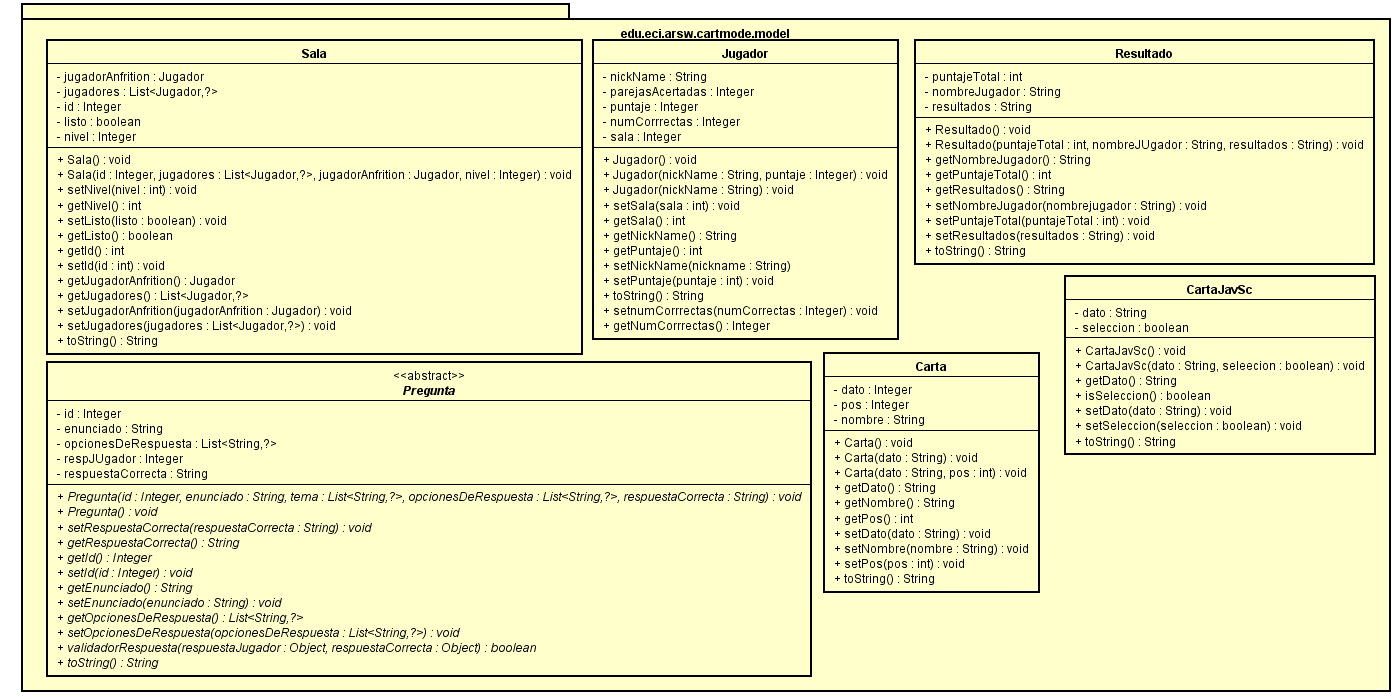 edu.eci.arsw.cartmode.model
Sala
- jugadorAnfrition : Jugador
- jugadores : List<Jugador,?>
- id : Integer
- listo : boolean
- nivel : Integer
+ Sala() : void
+ Sala(id : Integer, jugadores : List<Jugador,?>, jugadorAnfrition : Jugador, nivel : Integer) : void
+ setNivel(nivel : int) : void
+ getNivel() : int
+ setListo(listo : boolean) : void
+ getListo() : boolean
+ getId() : int
+ setId(id : int) : void
+ getJugadorAnfrition() : Jugador
+ getJugadores() : List<Jugador,?>
+ setJugadorAnfrition(jugadorAnfrition : Jugador) : void
+ setJugadores(jugadores : List<Jugador,?>) : void
+ toString() : String
Jugador
- nickName : String
- parejasAcertadas : Integer
- puntaje : Integer
- numCorrrectas : Integer
- sala : Integer
+ Jugador() : void
+ Jugador(nickName : String, puntaje : Integer) : void
+ Jugador(nickName : String) : void
+ setSala(sala : int) : void
+ getSala() : int
+ getNickName() : String
+ getPuntaje() : int
+ setNickName(nickname : String)
+ setPuntaje(puntaje : int) : void
+ toString() : String
+ setnumCorrrectas(numCorrectas : Integer) : void
+ getNumCorrrectas() : Integer
Resultado
- puntajeTotal : int
- nombreJugador : String
- resultados : String
+ Resultado() : void
+ Resultado(puntajeTotal : int, nombreJUgador : String, resultados : String) : void
+ getNombreJugador() : String
+ getPuntajeTotal() : int
+ getResultados() : String
+ setNombreJugador(nombrejugador : String) : void
+ setPuntajeTotal(puntajeTotal : int) : void
+ setResultados(resultados : String) : void
+ toString() : String
CartaJavSc
- dato : String
- seleccion : boolean
+ CartaJavSc() : void
+ CartaJavSc(dato : String, seleecion : boolean) : void
+ getDato() : String
+ isSeleccion() : boolean
+ setDato(dato : String) : void
+ setSeleccion(seleccion : boolean) : void
+ toString() : String
<<abstract>>
Pregunta
- id : Integer
- enunciado : String
- opcionesDeRespuesta : List<String,?>
- respJUgador : Integer
- respuestaCorrecta : String
+ Pregunta(id : Integer, enunciado : String, tema : List<String,?>, opcionesDeRespuesta : List<String,?>, respuestaCorrecta : String) : void
+ Pregunta() : void
+ setRespuestaCorrecta(respuestaCorrecta : String) : void
+ getRespuestaCorrecta() : String
+ getId() : Integer
+ setId(id : Integer) : void
+ getEnunciado() : String
+ setEnunciado(enunciado : String) : void
+ getOpcionesDeRespuesta() : List<String,?>
+ setOpcionesDeRespuesta(opcionesDeRespuesta : List<String,?>) : void
+ validadorRespuesta(respuestaJugador : Object, respuestaCorrecta : Object) : boolean
+ toString() : String
Carta
- dato : Integer
- pos : Integer
- nombre : String
+ Carta() : void
+ Carta(dato : String) : void
+ Carta(dato : String, pos : int) : void
+ getDato() : String
+ getNombre() : String
+ getPos() : int
+ setDato(dato : String) : void
+ setNombre(nombre : String) : void
+ setPos(pos : int) : void
+ toString() : String